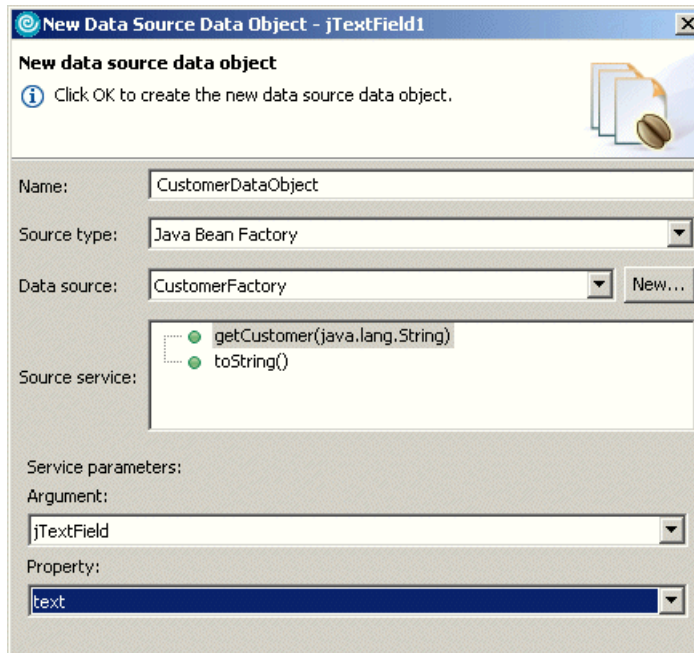 New Data Source Data Object - jTextField1
New data source data object
Click OK to create the new data source data object.
Name: CustomerDataObject
Source type: Java Bean Factory
Data source: CustomerFactory New...
getCustomer(java.lang.String)
toString()
Source service:
Service parameters:
Argument:
jTextField
Property:
text